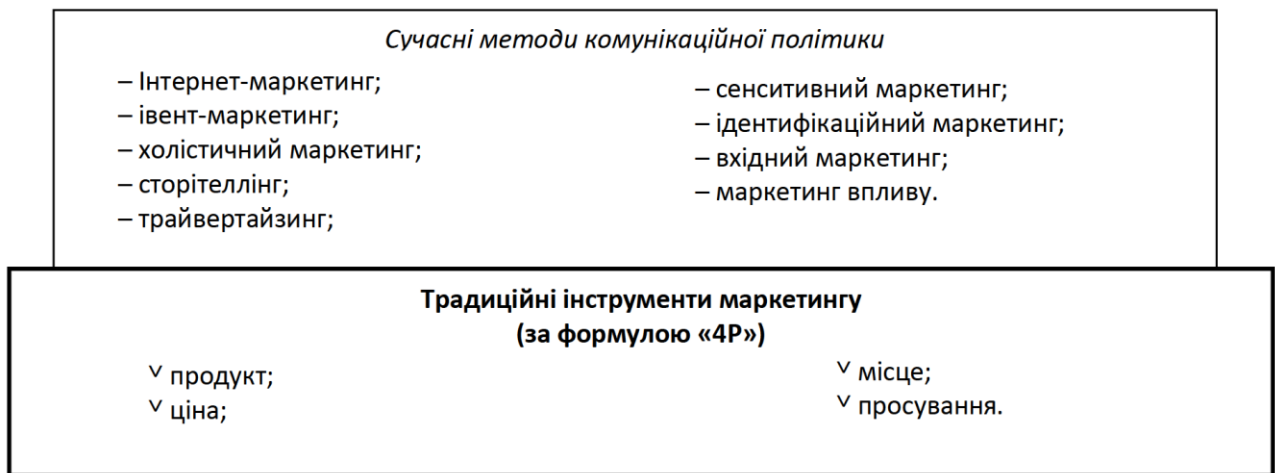 Сучасні методи комунікаційної політики
– Інтернет-маркетинг;
– івент-маркетинг;
– холістичний маркетинг;
– сторітеллінг;
– трайвертайзинг;
– сенситивний маркетинг;
– ідентифікаційний маркетинг;
– вхідний маркетинг;
– маркетинг впливу.
Традиційні інструменти маркетингу
(за формулою «4Р»)
˅ продукт;
˅ ціна;
˅ місце;
˅ просування.